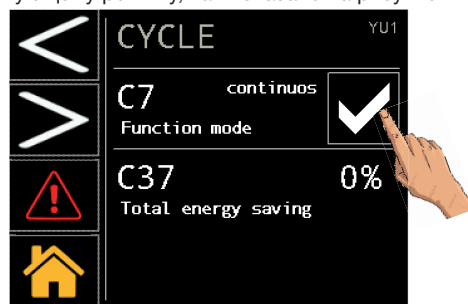 CYCLE YU1
C7 continuos
Function mode
C37 0%
Total energy saving